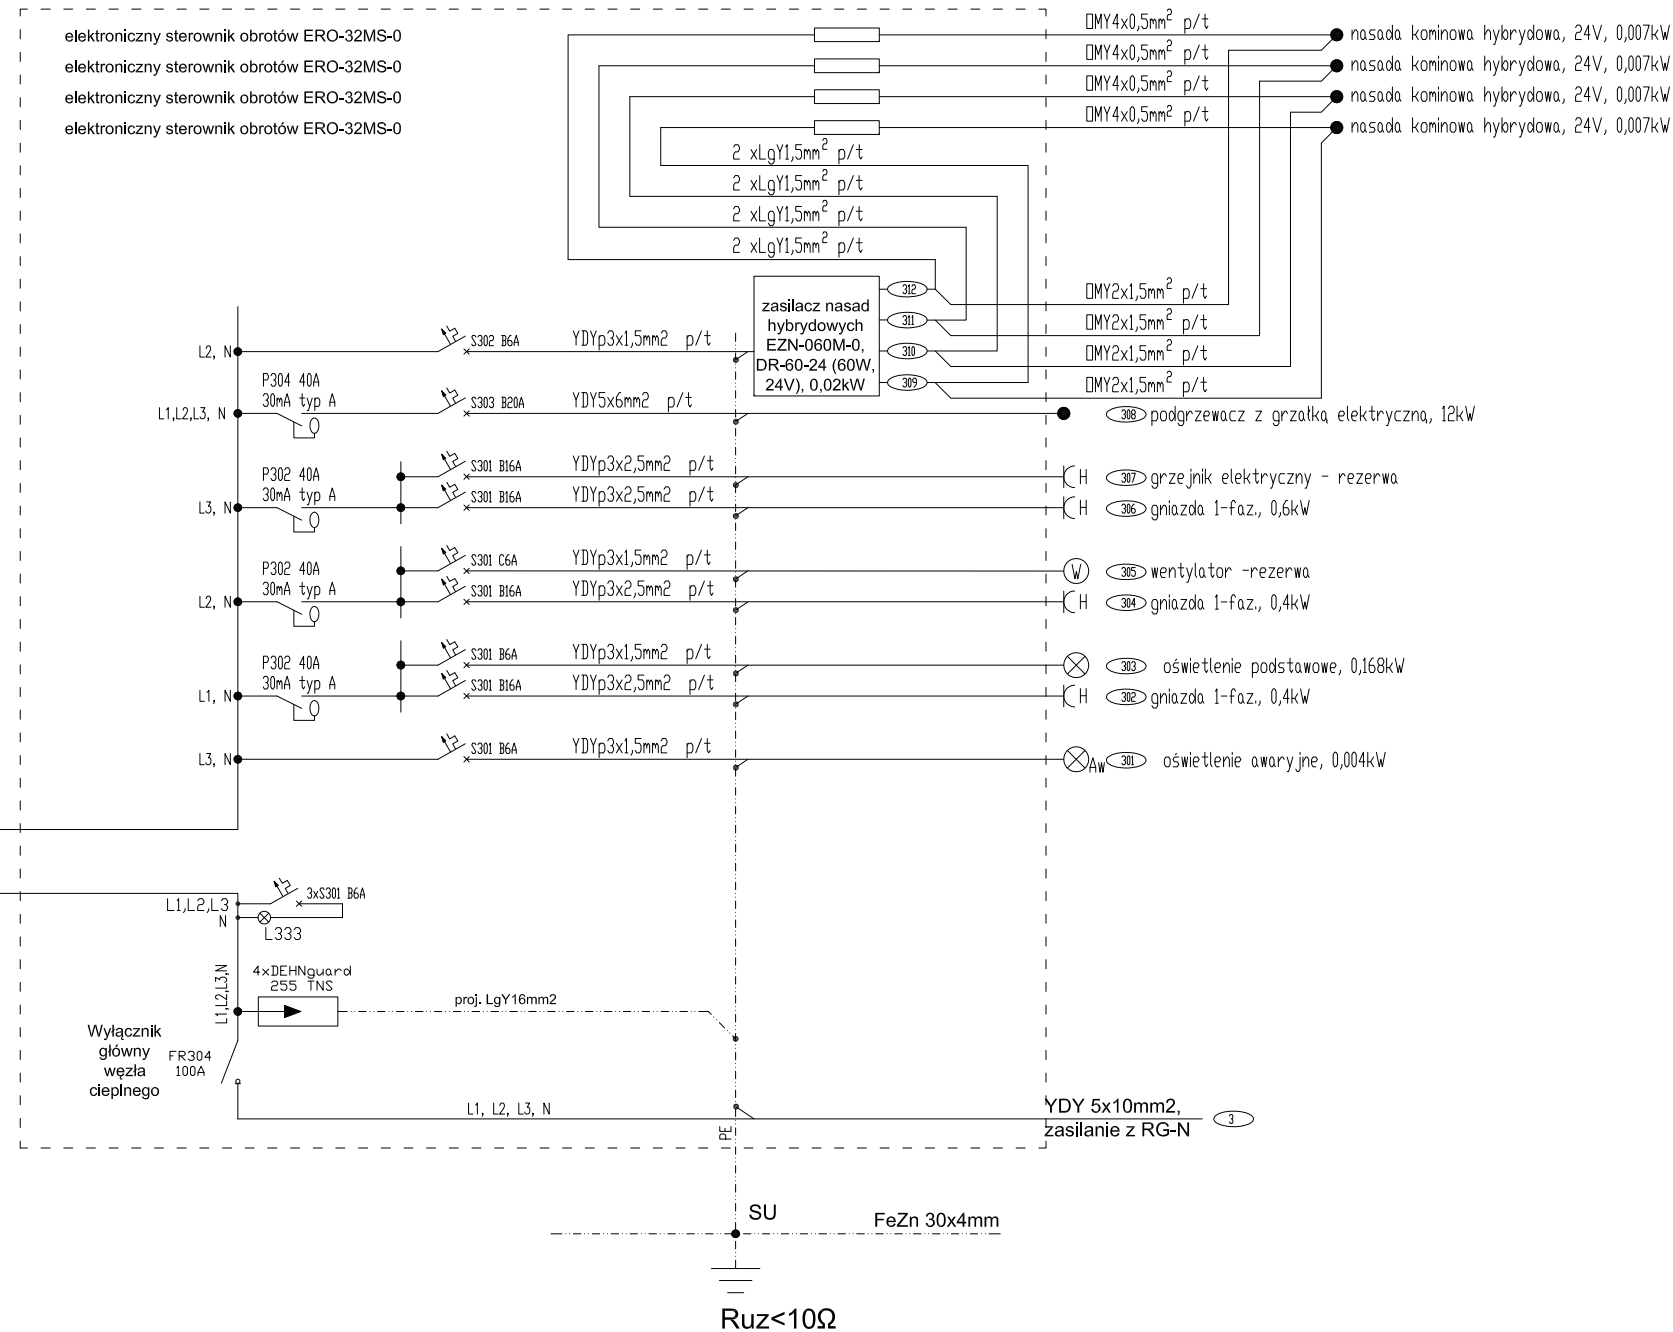 elektroniczny sterownik obrotów ERO-32MS-0
elektroniczny sterownik obrotów ERO-32MS-0
elektroniczny sterownik obrotów ERO-32MS-0
elektroniczny sterownik obrotów ERO-32MS-0
▯MY4x0,5mm² p/t
nasada kominowa hybrydowa, 24V, 0,007kW
▯MY4x0,5mm² p/t
nasada kominowa hybrydowa, 24V, 0,007kW
▯MY4x0,5mm² p/t
nasada kominowa hybrydowa, 24V, 0,007kW
▯MY4x0,5mm² p/t
nasada kominowa hybrydowa, 24V, 0,007kW
2 xLgY1,5mm² p/t
2 xLgY1,5mm² p/t
2 xLgY1,5mm² p/t
2 xLgY1,5mm² p/t
zasilacz nasad
hybrydowych
EZN-060M-0,
DR-60-24 (60W,
24V), 0,02kW
312
311
310
309
▯MY2x1,5mm² p/t
▯MY2x1,5mm² p/t
▯MY2x1,5mm² p/t
▯MY2x1,5mm² p/t
L2, N
S302 B6A
YDYp3x1,5mm2 p/t
P304 40A
30mA typ A
L1,L2,L3, N
S303 B20A
YDY5x6mm2 p/t
308 podgrzewacz z grzałką elektryczną, 12kW
P302 40A
30mA typ A
S301 B16A
YDYp3x2,5mm2 p/t
H
307 grzejnik elektryczny - rezerwa
L3, N
S301 B16A
YDYp3x2,5mm2 p/t
H
306 gniazda 1-faz., 0,6kW
P302 40A
30mA typ A
S301 C6A
YDYp3x1,5mm2 p/t
W
305 wentylator -rezerwa
L2, N
S301 B16A
YDYp3x2,5mm2 p/t
H
304 gniazda 1-faz., 0,4kW
P302 40A
30mA typ A
S301 B6A
YDYp3x1,5mm2 p/t
303 oświetlenie podstawowe, 0,168kW
L1, N
S301 B16A
YDYp3x2,5mm2 p/t
H
302 gniazda 1-faz., 0,4kW
L3, N
S301 B6A
YDYp3x1,5mm2 p/t
Aw
301 oświetlenie awaryjne, 0,004kW
3xS301 B6A
L1,L2,L3
N
L333
L1,L2,L3,N
4xDEHNguard
255 TNS
proj. LgY16mm2
Wyłącznik
główny
węzła
cieplnego
FR304
100A
L1, L2, L3, N
PE
YDY 5x10mm2,
zasilanie z RG-N
3
SU
FeZn 30x4mm
Ruz<10Ω